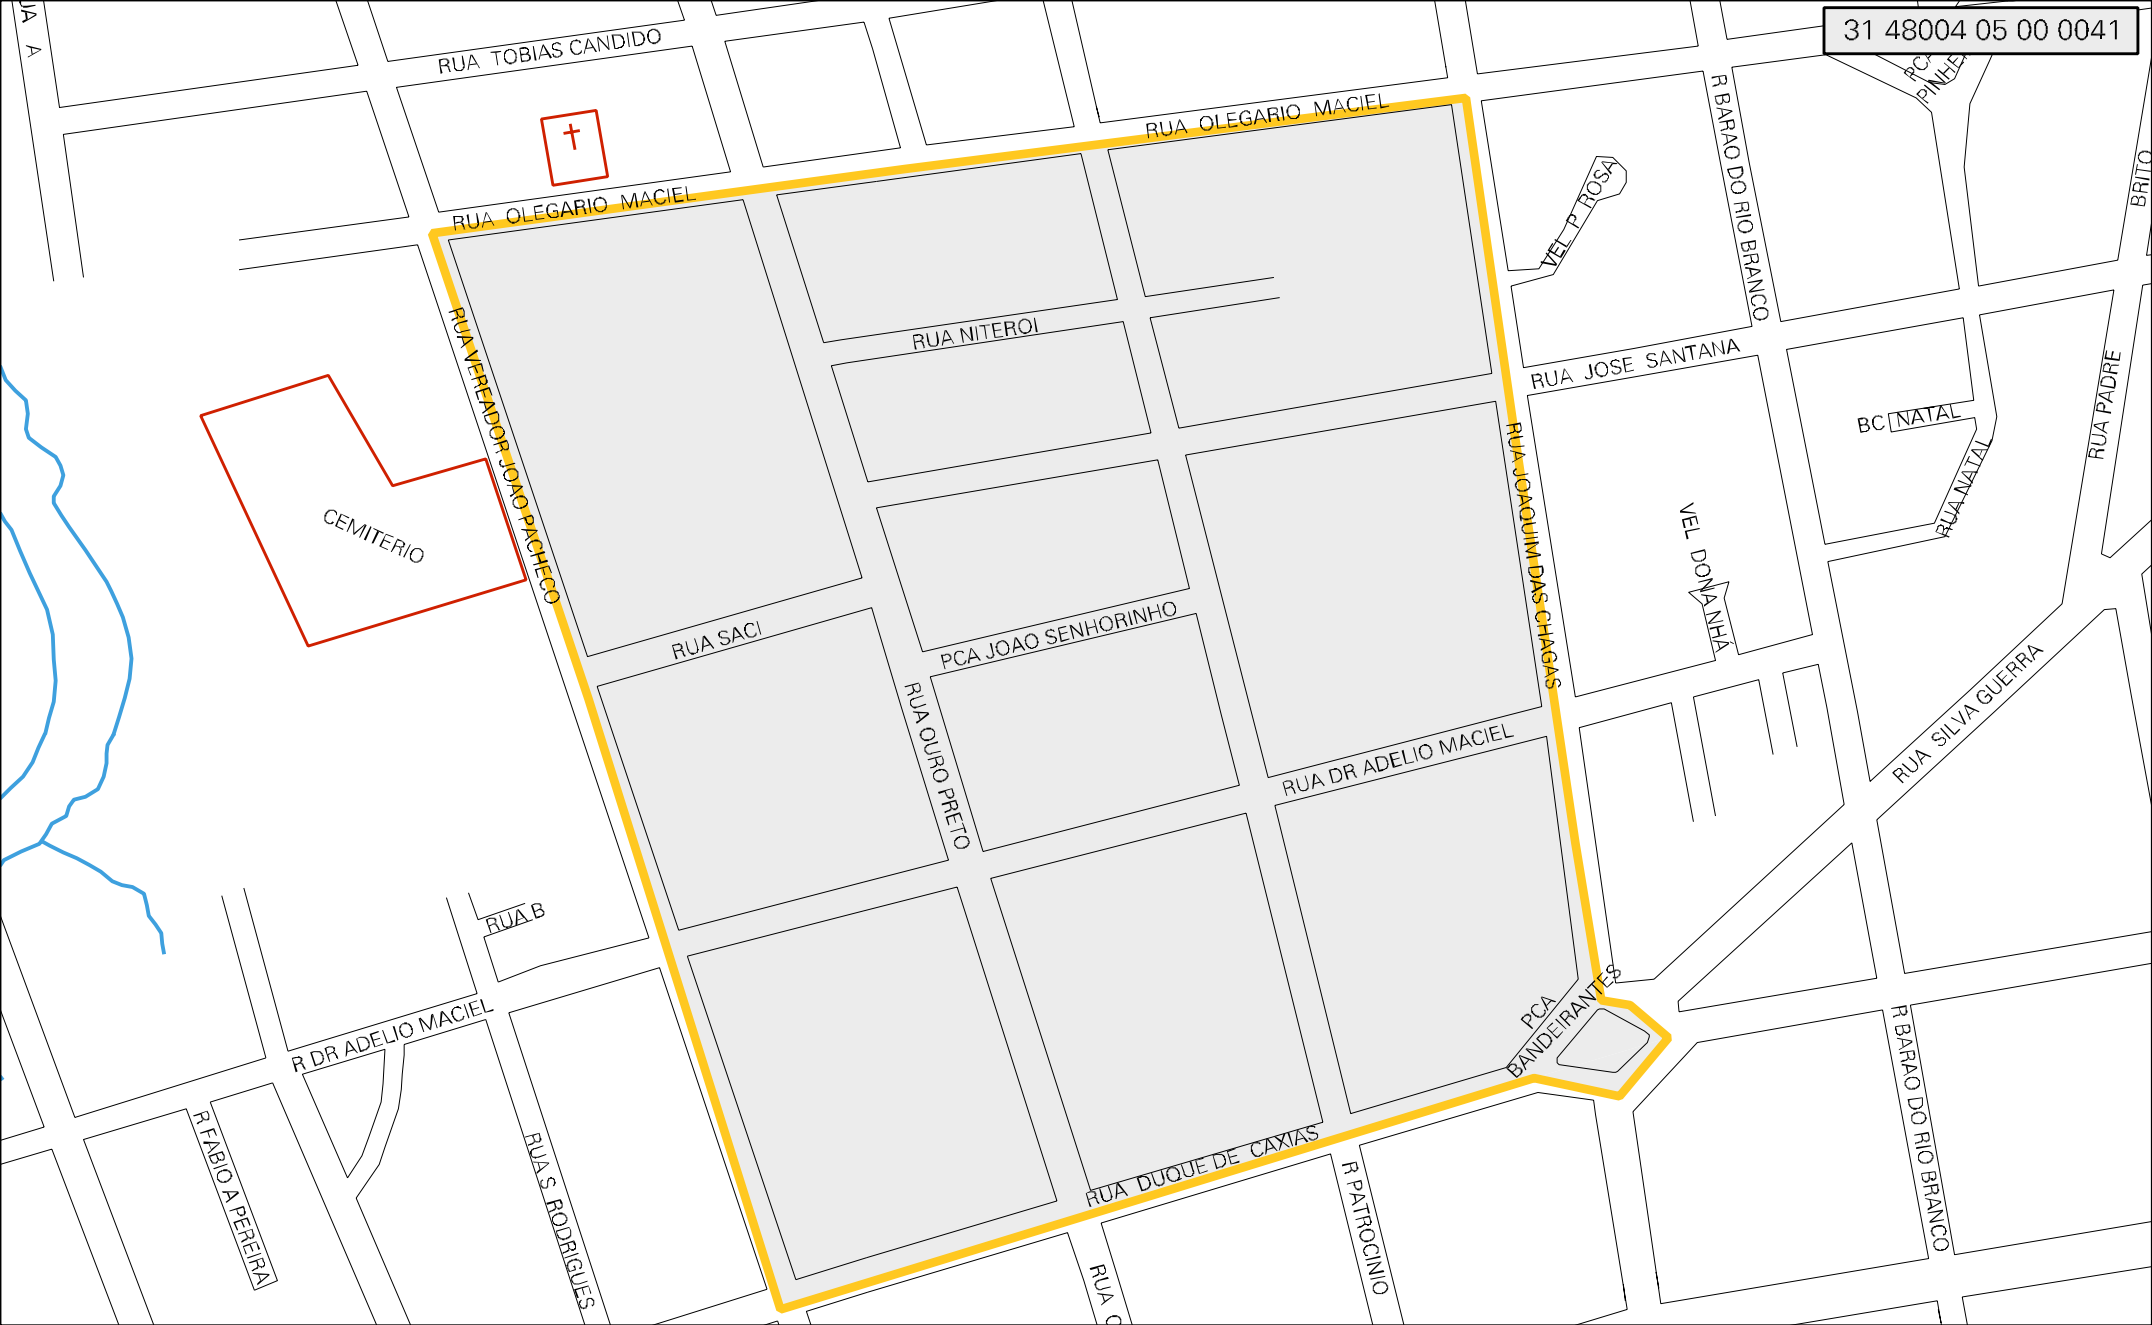 31 48004 05 00 0041
A
RUA TOBIAS CANDIDO
RUA OLEGARIO MACIEL
RUA OLEGARIO MACIEL
R BARAO DO RIO BRANCO
PCA
VEL P ROSA
BRITO
RUA VEREADOR JOAO PACHECO
RUA NITEROI
RUA JOSE SANTANA
RUA PADRE
BC NATAL
RUA NATAL
CEMITERIO
RUA JOAQUIM DAS CHAGAS
VEL DONA NHÁ
RUA SACI
PCA JOAO SENHORINHO
RUA OURO PRETO
RUA SILVA GUERRA
RUA DR ADELIO MACIEL
RUA B
R DR ADELIO MACIEL
PCA
BANDEIRANTES
R BARAO DO RIO BRANCO
R FABIO A PEREIRA
RUA S RODRIGUES
RUA DUQUE DE CAXIAS
R PATROCINIO
RUA